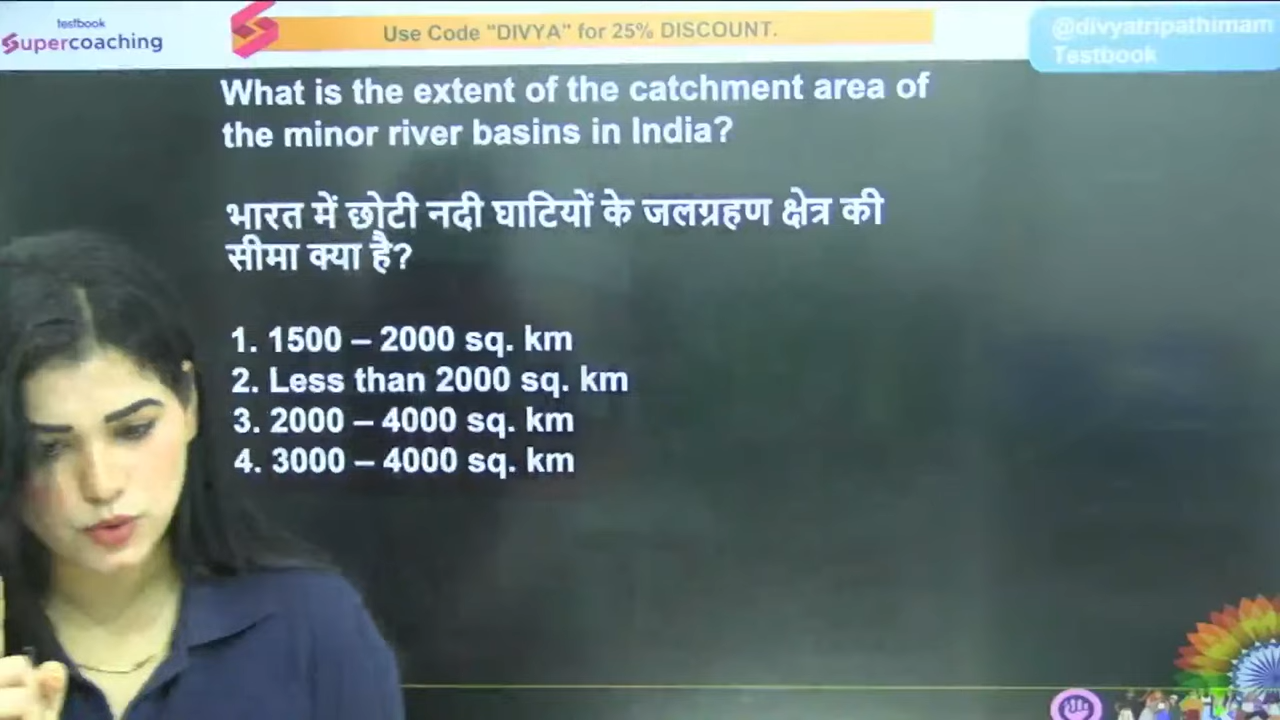 testbook
Supercoaching
Use Code "DIVYA" for 25% DISCOUNT.
@divyatripathimam
Testbook
What is the extent of the catchment area of
the minor river basins in India?
भारत में छोटी नदी घाटियों के जलग्रहण क्षेत्र की
सीमा क्या है?
1. 1500 – 2000 sq. km
2. Less than 2000 sq. km
3. 2000 – 4000 sq. km
4. 3000 – 4000 sq. km